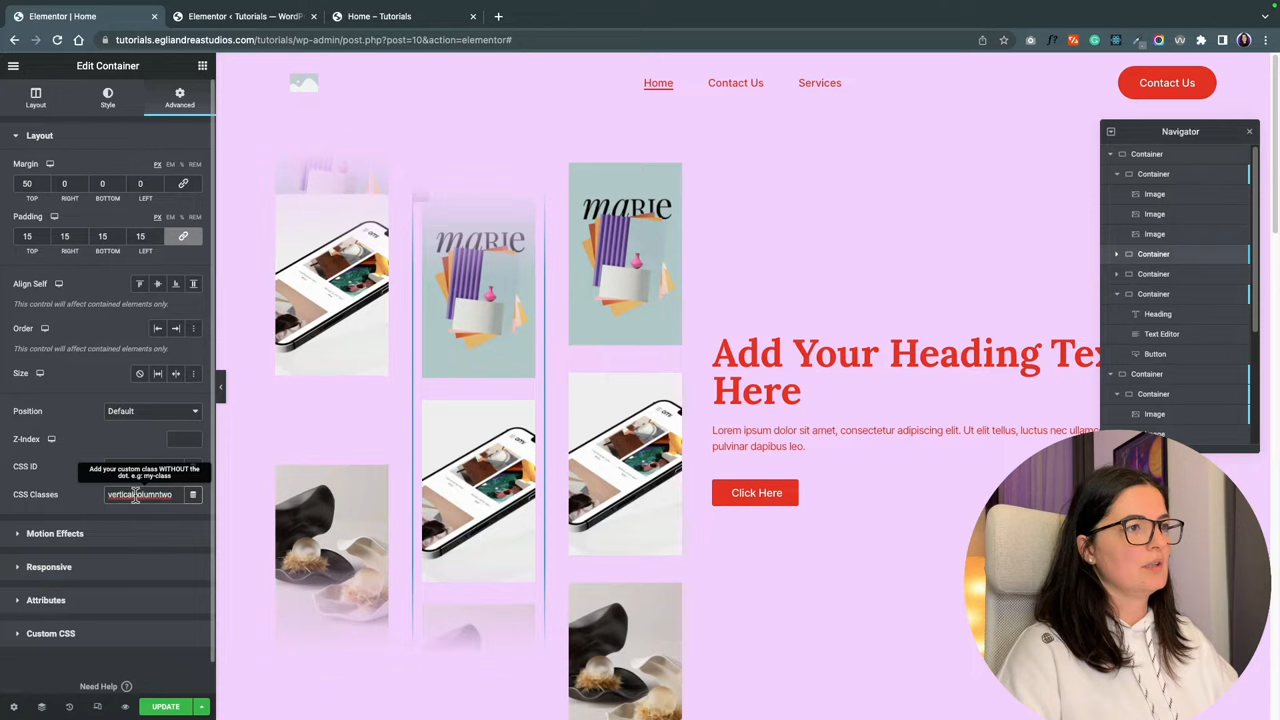 Elementor | Home
Elementor ‹ Tutorials — WordP
Home – Tutorials
tutorials.egliandreastudios.com/tutorials/wp-admin/post.php?post=10&action=elementor#
Edit Container
Layout
Style
Advanced
Layout
Margin
PX EM % REM
50 0 0 0
TOP RIGHT BOTTOM LEFT
Padding
PX EM % REM
15 15 15 15
TOP RIGHT BOTTOM LEFT
Align Self
This control will affect contained elements only.
Order
This control will affect contained elements only.
Size
Position
Default
Z-Index
CSS ID
Add your custom class WITHOUT the
dot. e.g: my-class
CSS Classes
Motion Effects
Responsive
Attributes
Custom CSS
Need Help
UPDATE
Home
Contact Us
Services
Contact Us
marie
marie
Add Your Heading Te
Here
Lorem ipsum dolor sit amet, consectetur adipiscing elit. Ut elit tellus, luctus nec ullamc
pulvinar dapibus leo.
Click Here
Navigator
Container
Container
Image
Image
Image
Container
Container
Container
Heading
Text Editor
Button
Container
Container
Image